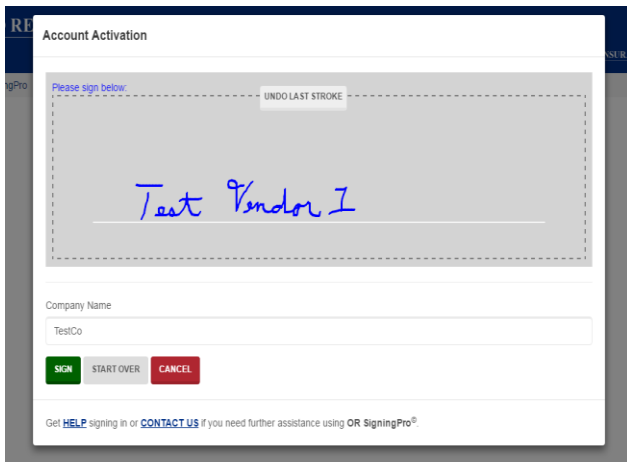 RE
Account Activation
NSUR
ngPro
Please sign below:
UNDO LAST STROKE
Test Vendor I
Company Name
TestCo
SIGN START OVER CANCEL
Get HELP signing in or CONTACT US if you need further assistance using OR SigningPro©.